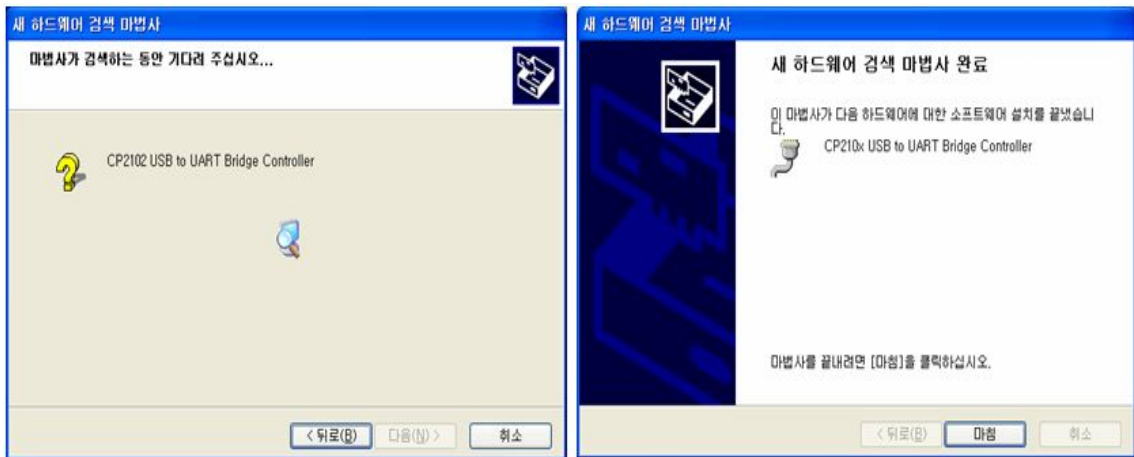 새 하드웨어 검색 마법사
마법사가 검색하는 동안 기다려 주십시오...
CP2102 USB to UART Bridge Controller
< 뒤로(B)
다음(N) >
취소
새 하드웨어 검색 마법사
새 하드웨어 검색 마법사 완료
이 마법사가 다음 하드웨어에 대한 소프트웨어 설치를 끝냈습니
다.
CP210x USB to UART Bridge Controller
마법사를 끝내려면 [마침]을 클릭하십시오.
< 뒤로(B)
마침
취소